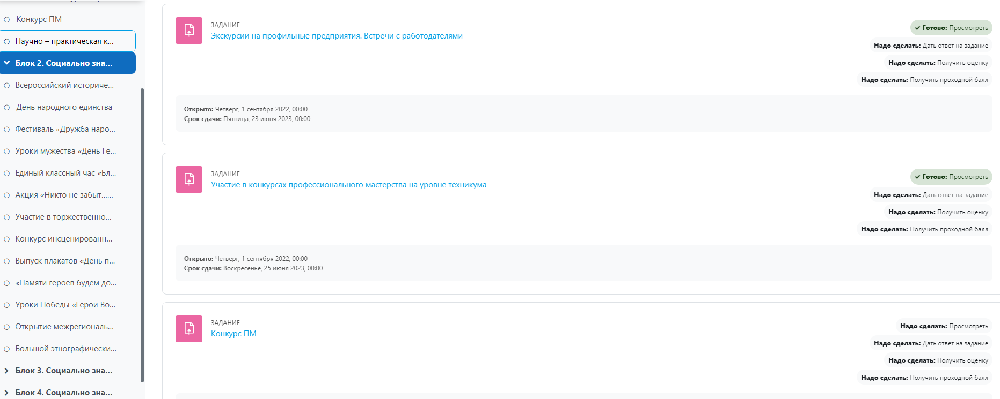 Конкурс ПМ
Научно – практическая к...
Блок 2. Социально зна...
Всероссийский историче...
День народного единства
Фестиваль «Дружба наро...
Уроки мужества «День Ге...
Единый классный час «Бл...
Акция «Никто не забыт......
Участие в торжественно...
Конкурс инсценированн...
Выпуск плакатов «День п...
«Памяти героев будем до...
Уроки Победы «Герои Во...
Открытие межрегиональ...
Большой этнографически...
Блок 3. Социально зна...
Блок 4. Социально зна...
ЗАДАНИЕ
Экскурсии на профильные предприятия. Встречи с работодателями
Готово: Просмотреть
Надо сделать: Дать ответ на задание
Надо сделать: Получить оценку
Надо сделать: Получить проходной балл
Открыто: Четверг, 1 сентября 2022, 00:00
Срок сдачи: Пятница, 23 июня 2023, 00:00
ЗАДАНИЕ
Участие в конкурсах профессионального мастерства на уровне техникума
Готово: Просмотреть
Надо сделать: Дать ответ на задание
Надо сделать: Получить оценку
Надо сделать: Получить проходной балл
Открыто: Четверг, 1 сентября 2022, 00:00
Срок сдачи: Воскресенье, 25 июня 2023, 00:00
ЗАДАНИЕ
Конкурс ПМ
Надо сделать: Просмотреть
Надо сделать: Дать ответ на задание
Надо сделать: Получить оценку
Надо сделать: Получить проходной балл